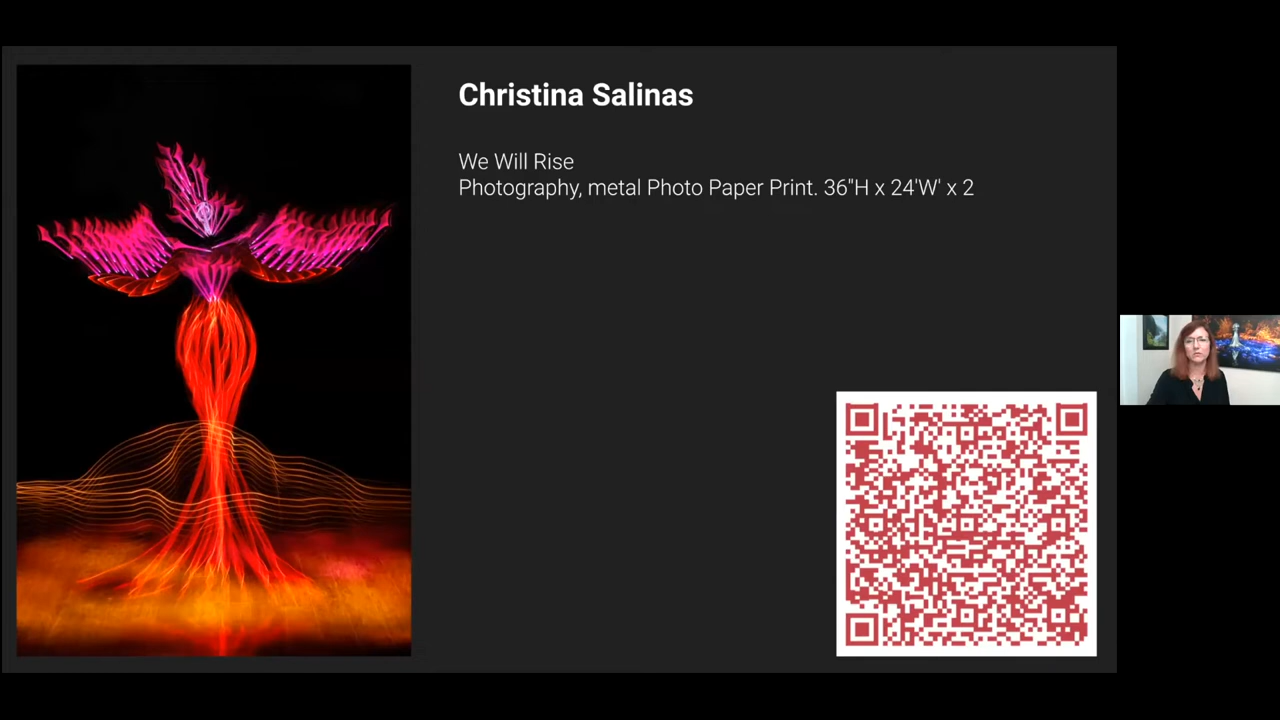 Christina Salinas
We Will Rise
Photography, metal Photo Paper Print. 36"H x 24'W' x 2